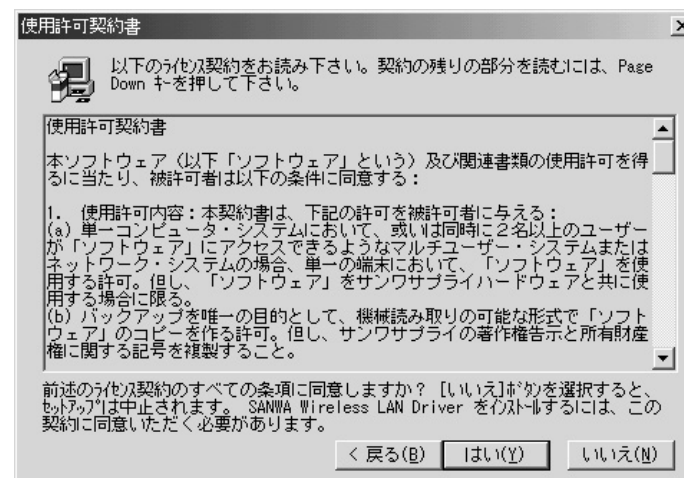 使用許可契約書
以下のﾗｲｾﾝｽ契約をお読み下さい。契約の残りの部分を読むには、Page
Down ｷｰを押して下さい。
使用許可契約書
本ソフトウェア（以下「ソフトウェア」という）及び関連書類の使用許可を得
るに当たり、被許可者は以下の条件に同意する：
1. 使用許可内容：本契約書は、下記の許可を被許可者に与える：
(a) 単一コンピュータ・システムにおいて、或いは同時に２名以上のユーザー
が「ソフトウェア」にアクセスできるようなマルチユーザー・システムまたは
ネットワーク・システムの場合、単一の端末において、「ソフトウェア」を使
用する許可。但し、「ソフトウェア」をサンワサプライハードウェアと共に使
用する場合に限る。
(b) バックアップを唯一の目的として、機械読み取りの可能な形式で「ソフト
ウェア」のコピーを作る許可。但し、サンワサプライの著作権告示と所有財産
権に関する記号を複製すること。
前述のﾗｲｾﾝｽ契約のすべての条項に同意しますか？ [いいえ]ﾎﾞﾀﾝを選択すると、
ｾｯﾄｱｯﾌﾟは中止されます。 SANWA Wireless LAN Driver をｲﾝｽﾄｰﾙするには、この
契約に同意いただく必要があります。
< 戻る(B)
はい(Y)
いいえ(N)